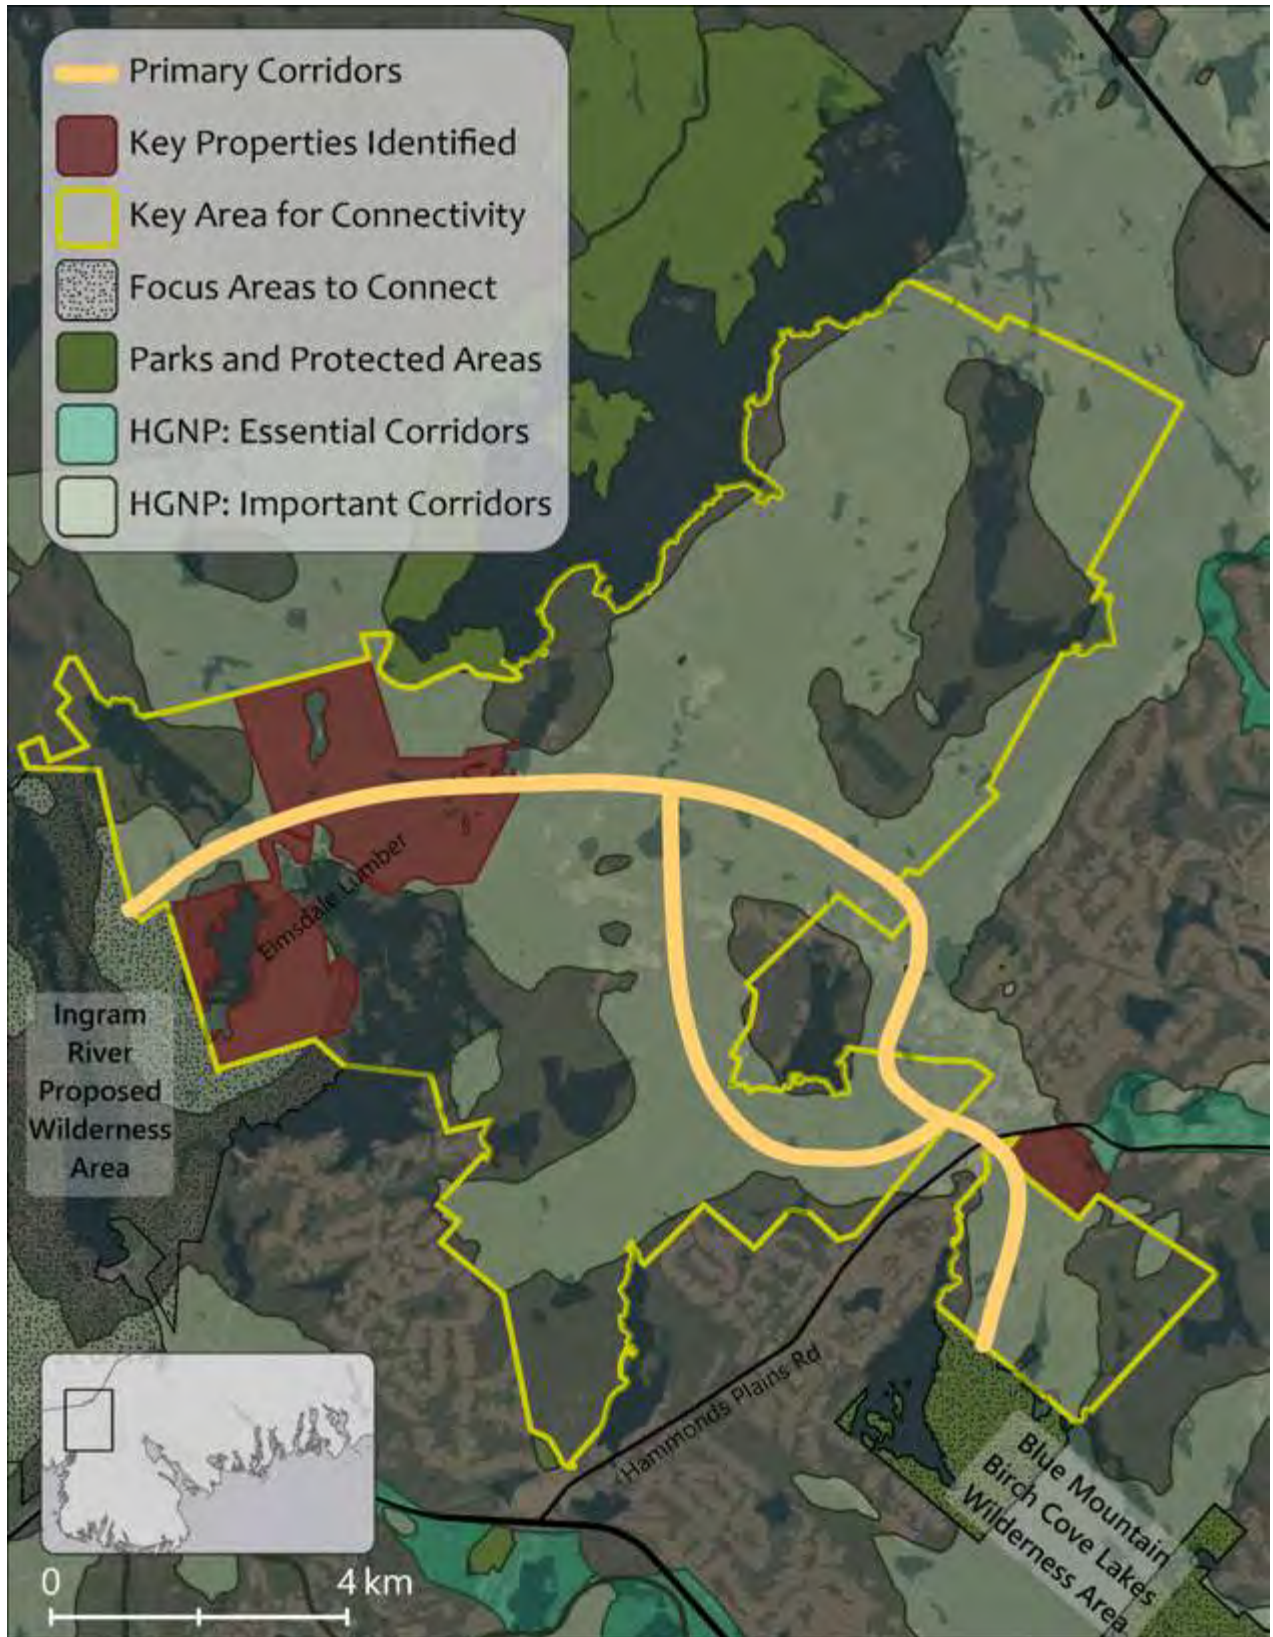 Primary Corridors
Key Properties Identified
Key Area for Connectivity
Focus Areas to Connect
Parks and Protected Areas
HGNP: Essential Corridors
HGNP: Important Corridors
Elmsdale Lumber
Ingram
River
Proposed
Wilderness
Area
Hammonds Plains Rd
Blue Mountain
Birch Cove Lakes
Wilderness Area
0 4 km